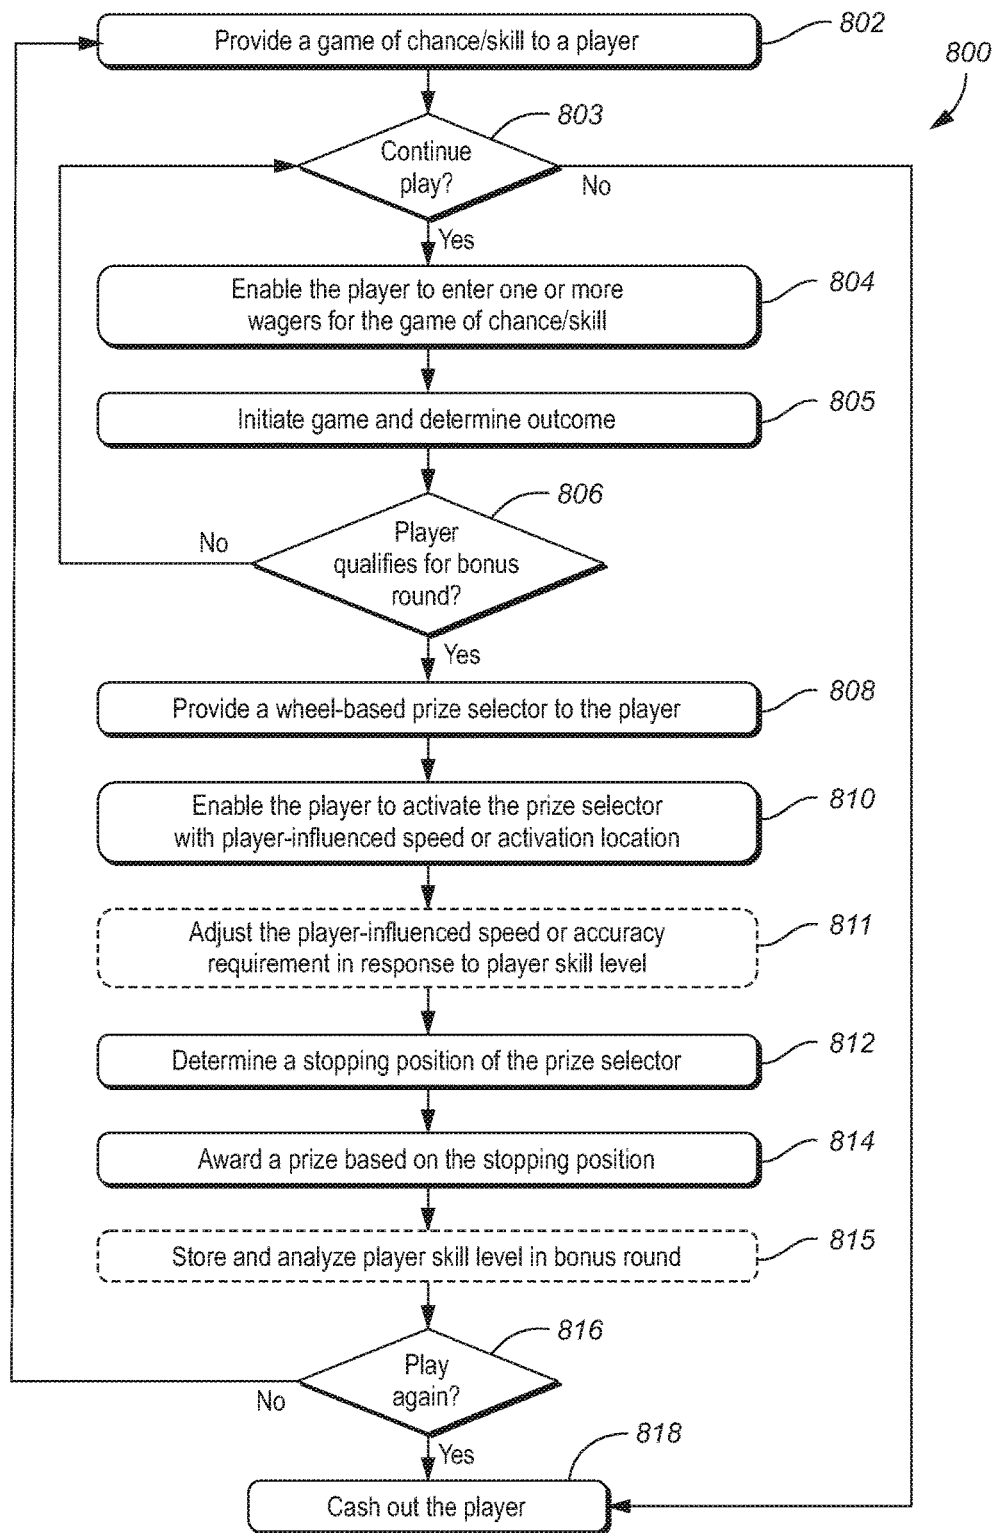 Provide a game of chance/skill to a player
802
800
803
Continue
play?
No
Yes
Enable the player to enter one or more
wagers for the game of chance/skill
804
Initiate game and determine outcome
805
806
Player
qualifies for bonus
round?
No
Yes
Provide a wheel-based prize selector to the player
808
Enable the player to activate the prize selector
with player-influenced speed or activation location
810
Adjust the player-influenced speed or accuracy
requirement in response to player skill level
811
Determine a stopping position of the prize selector
812
Award a prize based on the stopping position
814
Store and analyze player skill level in bonus round
815
816
Play
again?
No
Yes
818
Cash out the player